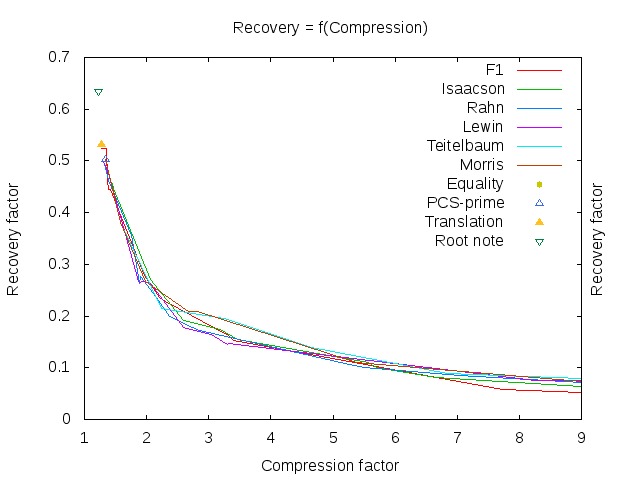 Recovery = f(Compression)
0.7
0.6
0.5
0.4
0.3
0.2
0.1
0
Recovery factor
F1
Isaacson
Rahn
Lewin
Teitelbaum
Morris
Equality
PCS-prime
Translation
Root note
Recovery factor
1 2 3 4 5 6 7 8 9
Compression factor